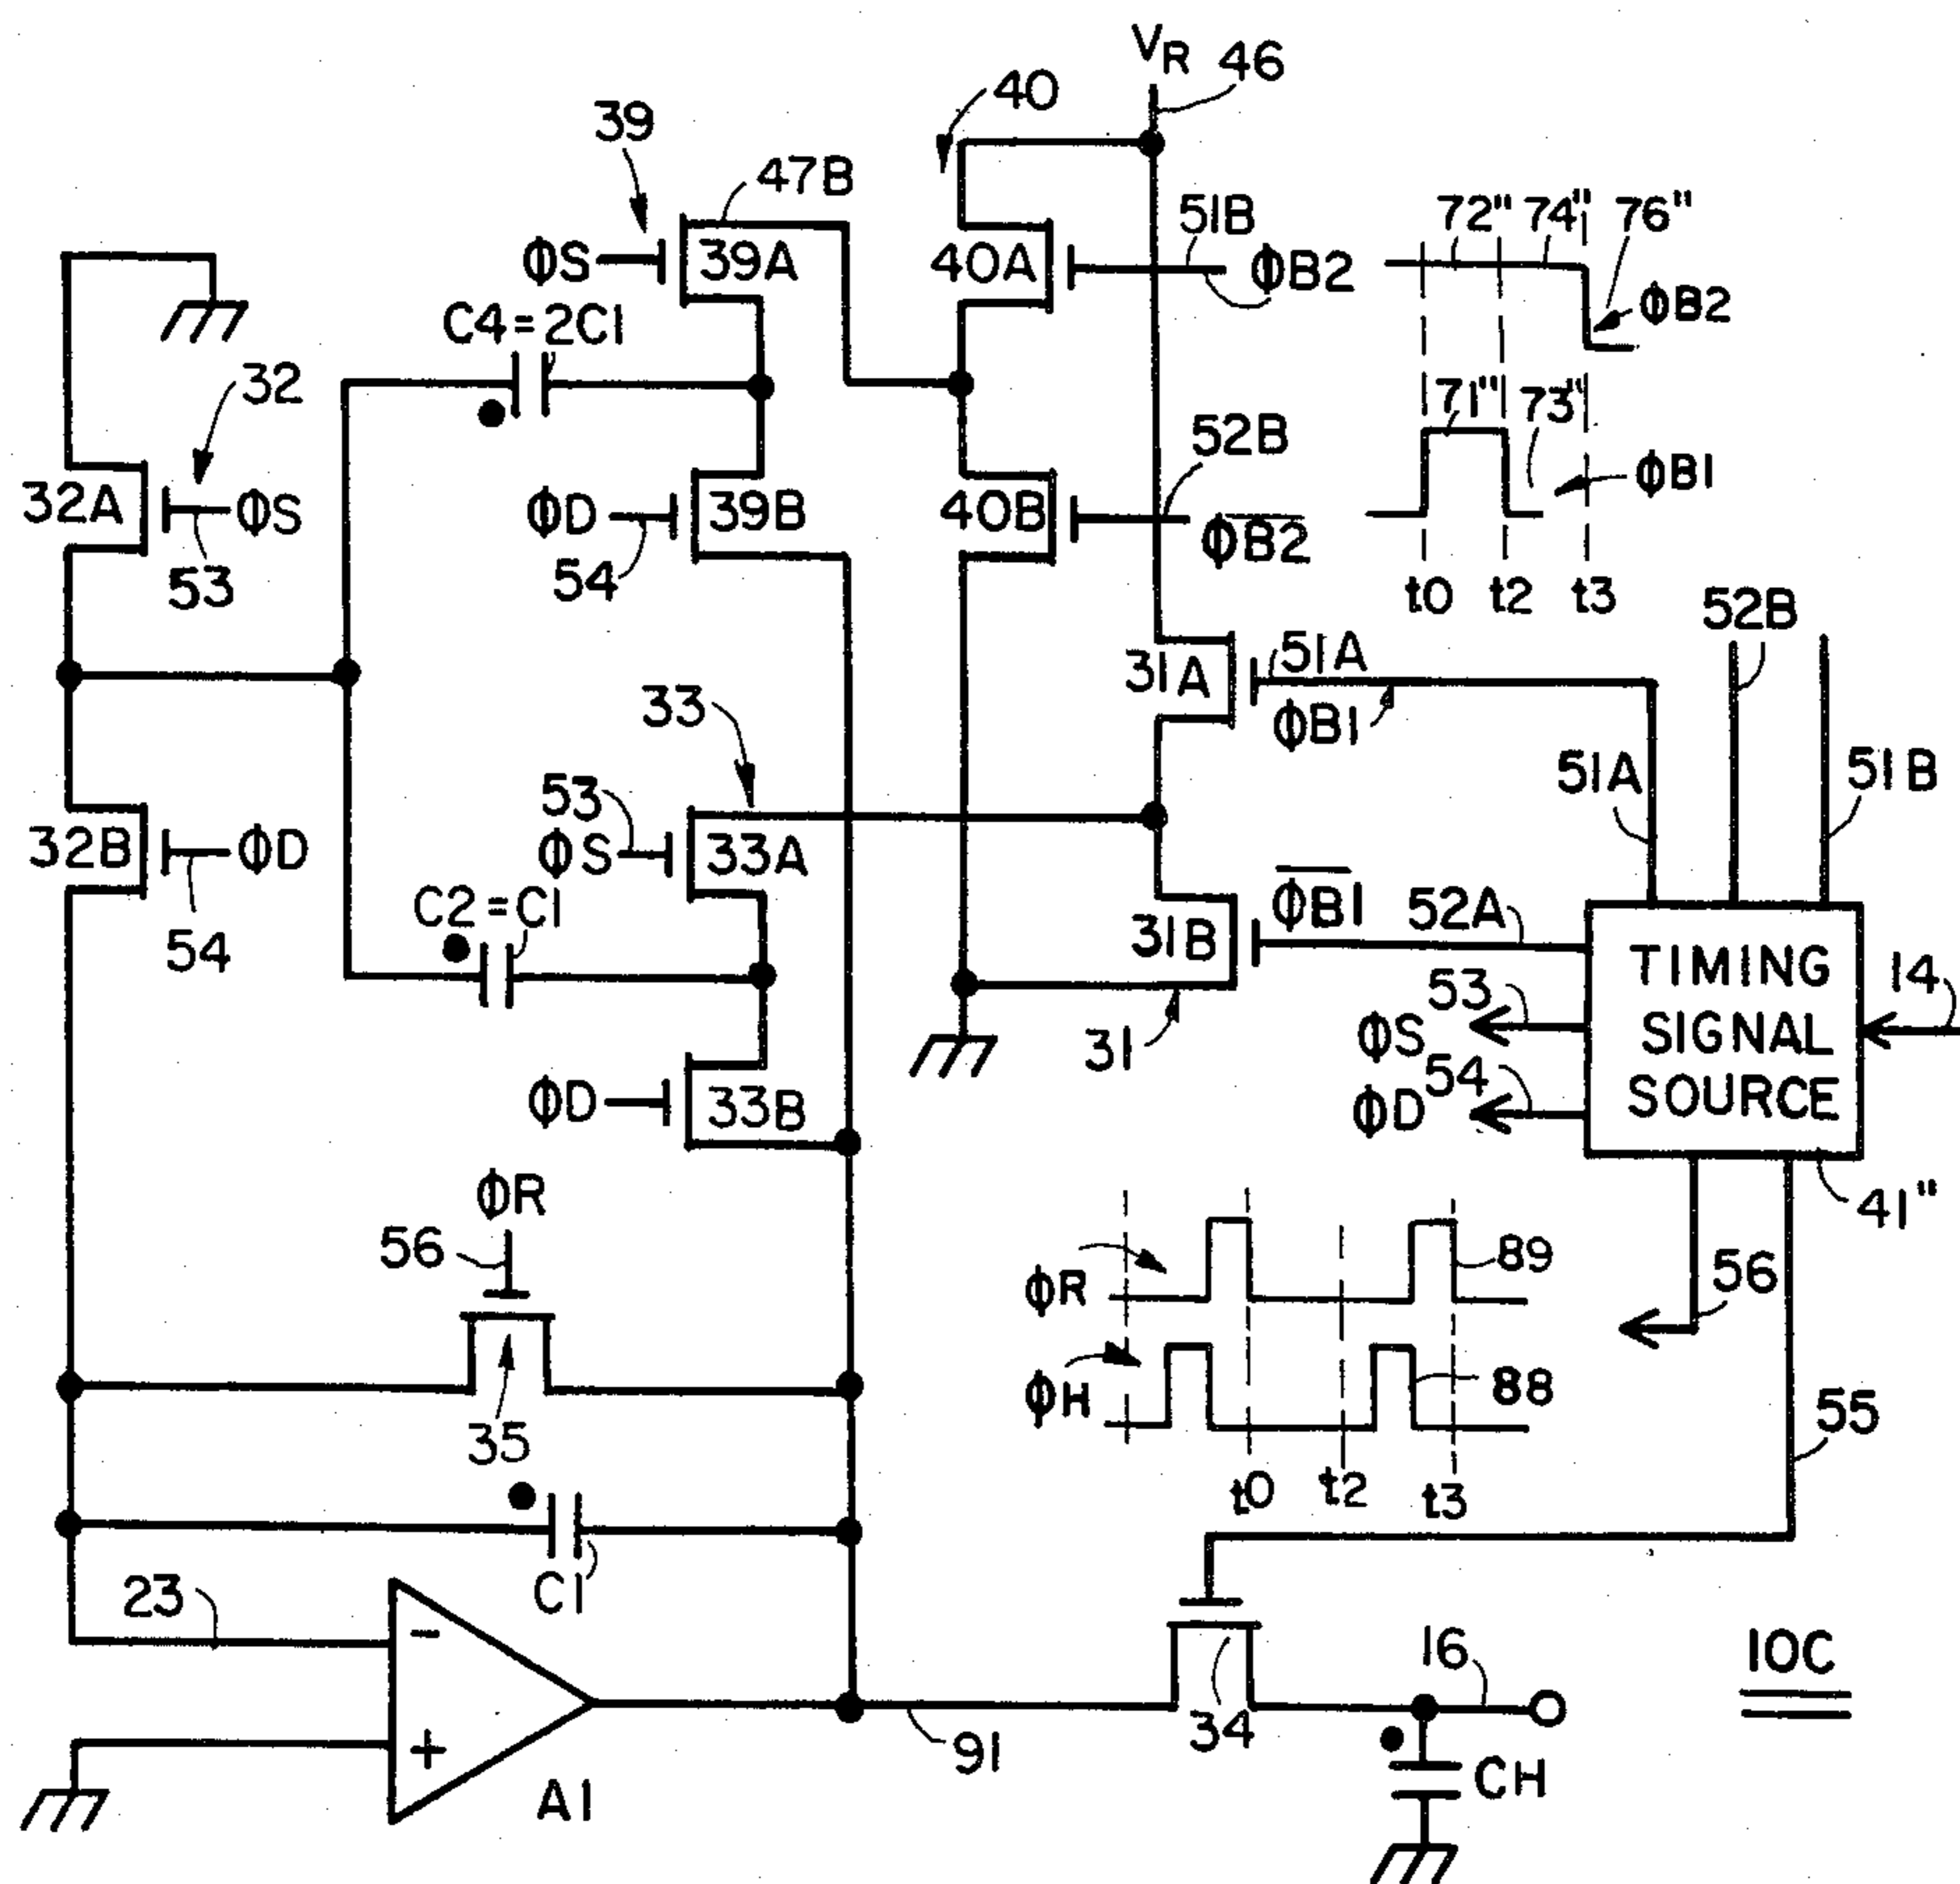 VR 46
40
39
47B
51B
72" 74" 76"
ΦS 39A
40A
ΦB2
ΦB2
C4=2C1
32
71" 73"
52B
ΦB1
32A ΦS
ΦD 39B
40B
Φ̅B̅2̅
53
54
t0 t2 t3
52B
31A 51A
33
ΦB1
51A 51B
53
32B ΦD
ΦS 33A
Φ̅B̅1
C2=C1
52A
31B
54
TIMING
SIGNAL
SOURCE
14
53
ΦS
31
54
ΦD
ΦD 33B
ΦR
41"
56
89
56
ΦR
ΦH 88
35
55
t0 t2 t3
C1
23
-
10C
16
+
34
91
CH
A1